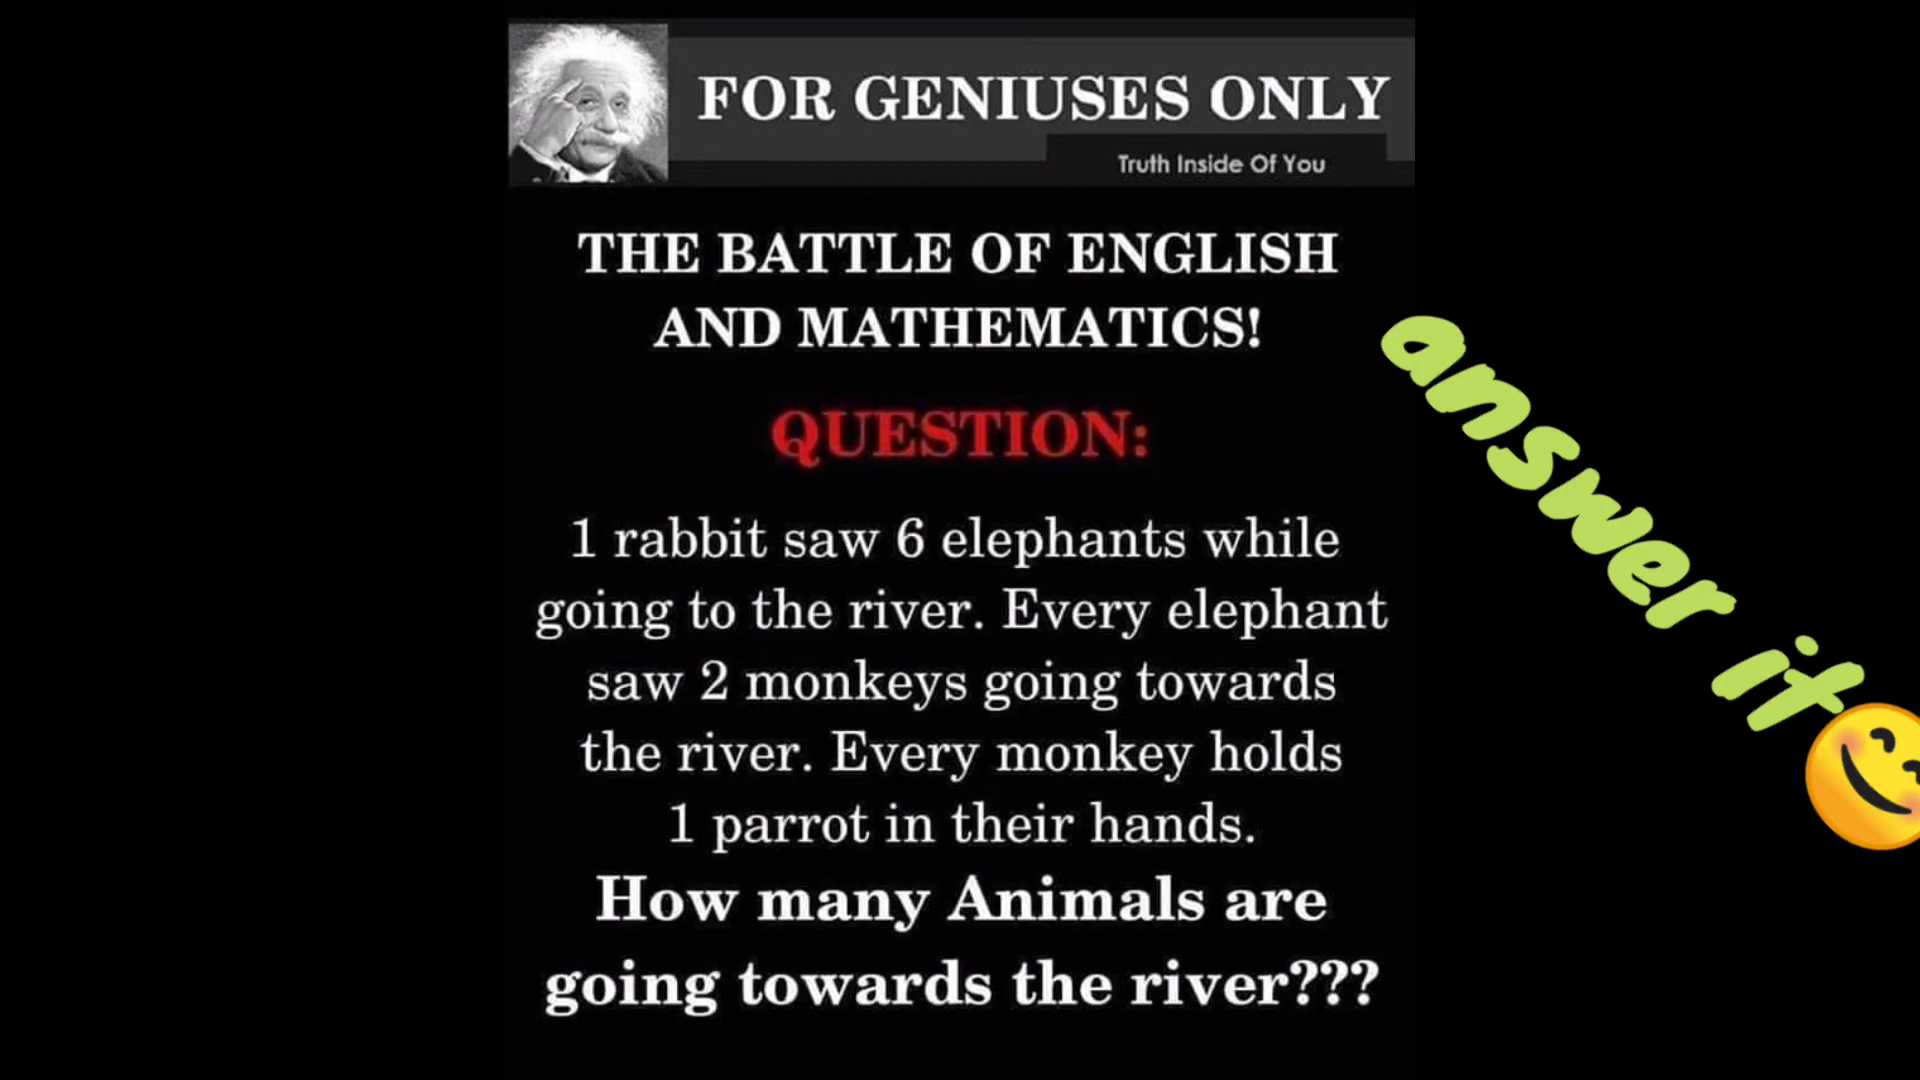 FOR GENIUSES ONLY
Truth Inside Of You
THE BATTLE OF ENGLISH
AND MATHEMATICS!
QUESTION:
1 rabbit saw 6 elephants while
going to the river. Every elephant
saw 2 monkeys going towards
the river. Every monkey holds
1 parrot in their hands.
How many Animals are
going towards the river???
answer it